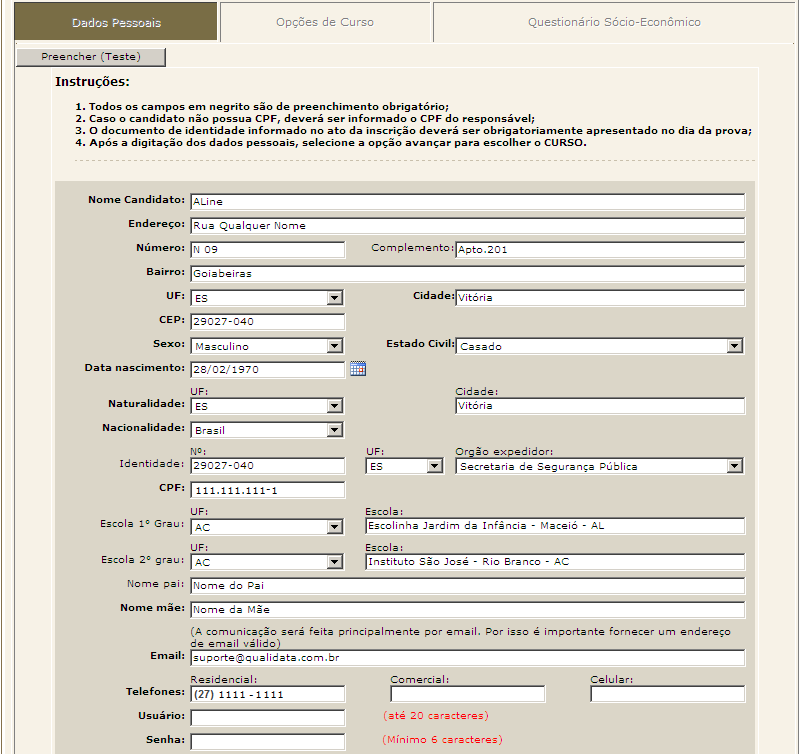 Dados Pessoais Opções de Curso Questionário Sócio-Econômico
Preencher (Teste)
Instruções:
1. Todos os campos em negrito são de preenchimento obrigatório;
2. Caso o candidato não possua CPF, deverá ser informado o CPF do responsável;
3. O documento de identidade informado no ato da inscrição deverá ser obrigatoriamente apresentado no dia da prova;
4. Após a digitação dos dados pessoais, selecione a opção avançar para escolher o CURSO.
Nome Candidato: ALine
Endereço: Rua Qualquer Nome
Número: N 09 Complemento: Apto.201
Bairro: Goiabeiras
UF: ES Cidade: Vitória
CEP: 29027-040
Sexo: Masculino Estado Civil: Casado
Data nascimento: 28/02/1970
UF: Cidade:
Naturalidade: ES Vitória
Nacionalidade: Brasil
Nº: UF: Orgão expedidor:
Identidade: 29027-040 ES Secretaria de Segurança Pública
CPF: 111.111.111-1
UF: Escola:
Escola 1º Grau: AC Escolinha Jardim da Infância - Maceió - AL
UF: Escola:
Escola 2º grau: AC Instituto São José - Rio Branco - AC
Nome pai: Nome do Pai
Nome mãe: Nome da Mãe
(A comunicação será feita principalmente por email. Por isso é importante fornecer um endereço
de email válido)
Email: suporte@qualidata.com.br
Residencial: Comercial: Celular:
Telefones: (27) 1111 -1111
Usuário: (até 20 caracteres)
Senha: (Mínimo 6 caracteres)